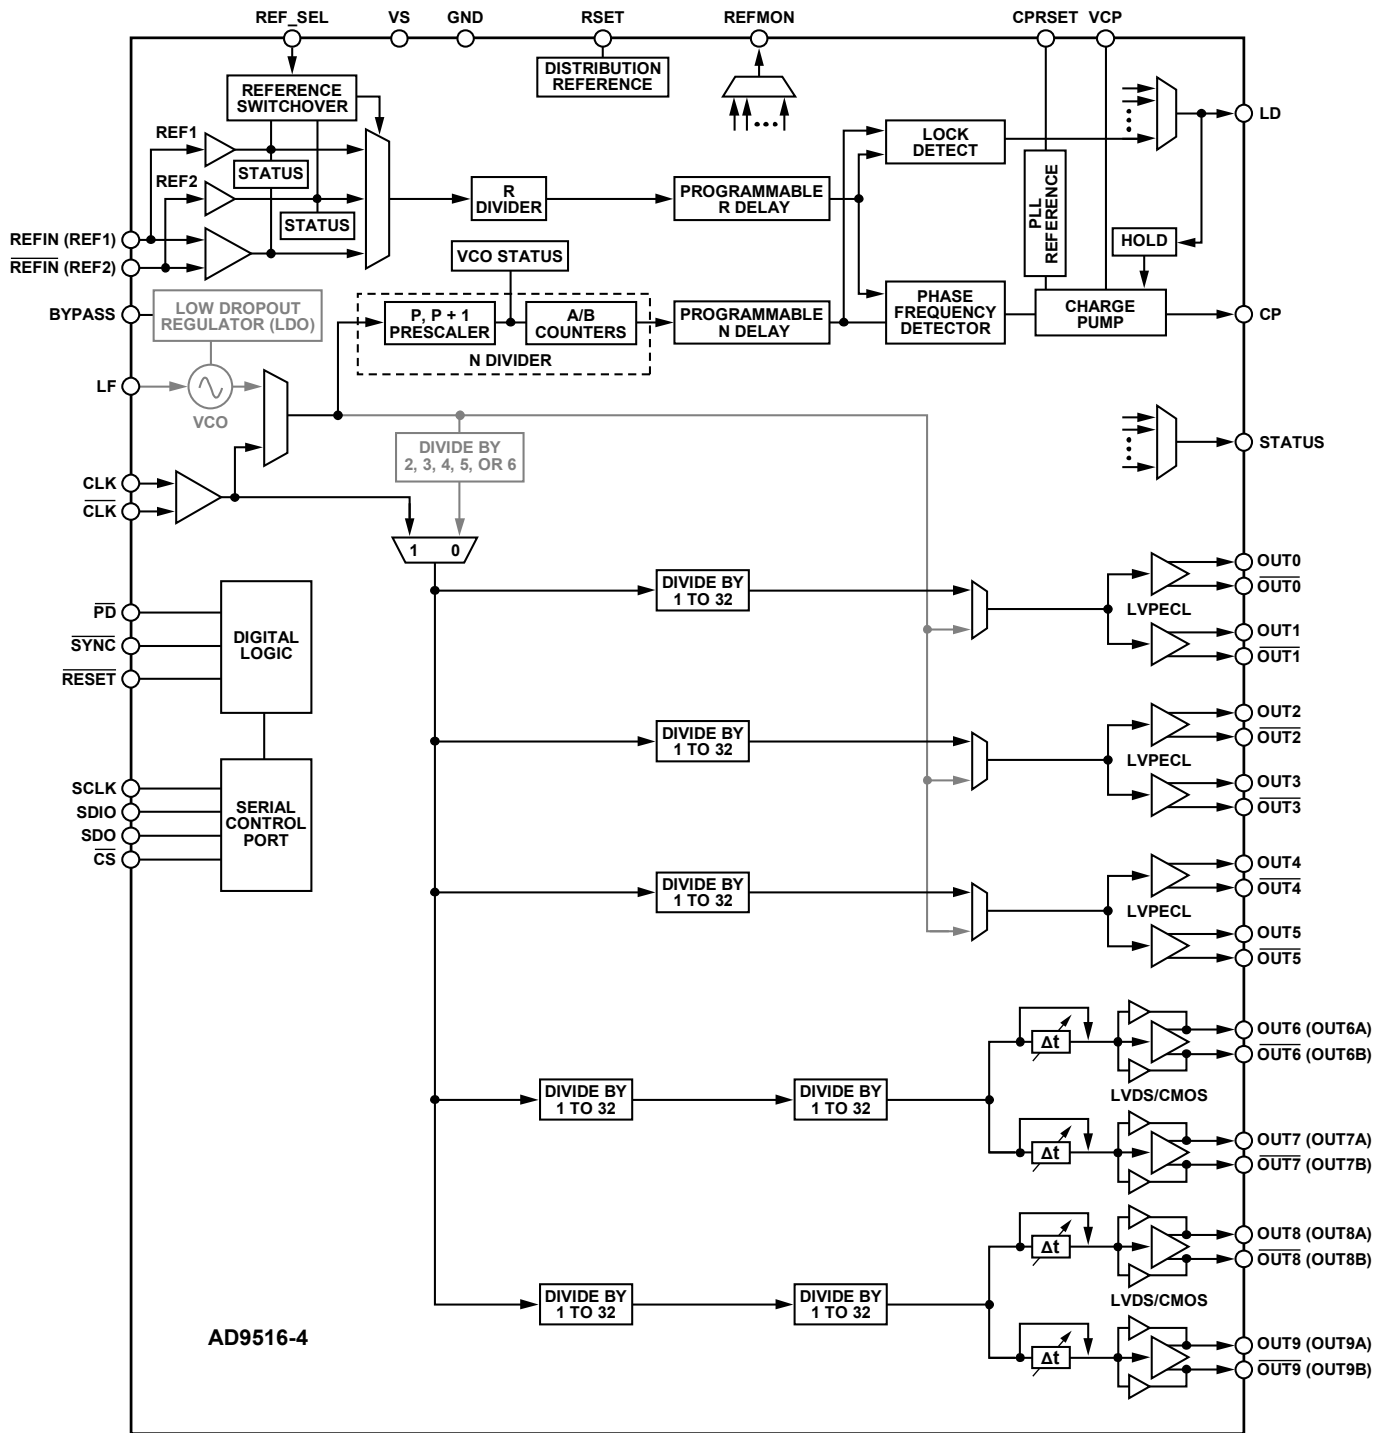 REF_SEL
VS
GND
RSET
REFMON
CPRSET
VCP
DISTRIBUTION
REFERENCE
REFERENCE
SWITCHOVER
REF1
STATUS
REF2
STATUS
REFIN (REF1)
REFIN (REF2)
BYPASS
LOW DROPOUT
REGULATOR (LDO)
LF
VCO
R
DIVIDER
VCO STATUS
P, P + 1
PRESCALER
A/B
COUNTERS
N DIVIDER
PROGRAMMABLE
R DELAY
PROGRAMMABLE
N DELAY
LOCK
DETECT
PHASE
FREQUENCY
DETECTOR
PLL
REFERENCE
HOLD
CHARGE
PUMP
LD
CP
STATUS
DIVIDE BY
2, 3, 4, 5, OR 6
CLK
CLK
1 0
PD
SYNC
RESET
DIGITAL
LOGIC
SCLK
SDIO
SDO
CS
SERIAL
CONTROL
PORT
DIVIDE BY
1 TO 32
LVPECL
OUT0
OUT0
OUT1
OUT1
DIVIDE BY
1 TO 32
LVPECL
OUT2
OUT2
OUT3
OUT3
DIVIDE BY
1 TO 32
LVPECL
OUT4
OUT4
OUT5
OUT5
DIVIDE BY
1 TO 32
DIVIDE BY
1 TO 32
Δt
Δt
LVDS/CMOS
OUT6 (OUT6A)
OUT6 (OUT6B)
OUT7 (OUT7A)
OUT7 (OUT7B)
DIVIDE BY
1 TO 32
DIVIDE BY
1 TO 32
Δt
Δt
LVDS/CMOS
OUT8 (OUT8A)
OUT8 (OUT8B)
OUT9 (OUT9A)
OUT9 (OUT9B)
AD9516-4